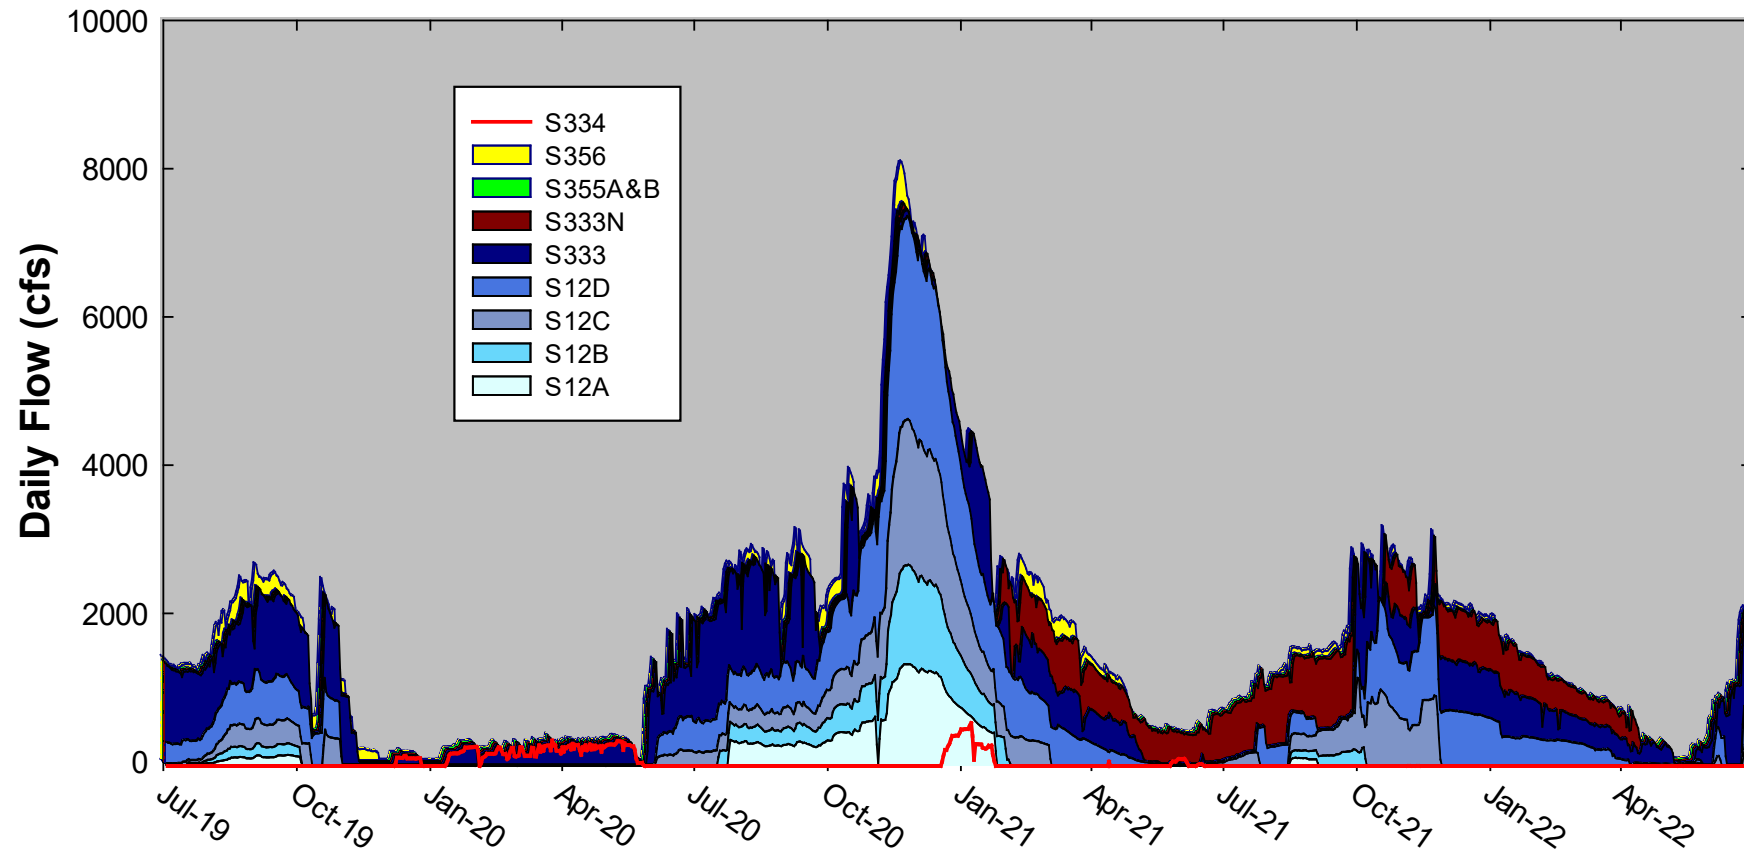 10000
8000
6000
4000
2000
0
Daily Flow (cfs)
S334
S356
S355A&B
S333N
S333
S12D
S12C
S12B
S12A
Jul-19
Oct-19
Jan-20
Apr-20
Jul-20
Oct-20
Jan-21
Apr-21
Jul-21
Oct-21
Jan-22
Apr-22